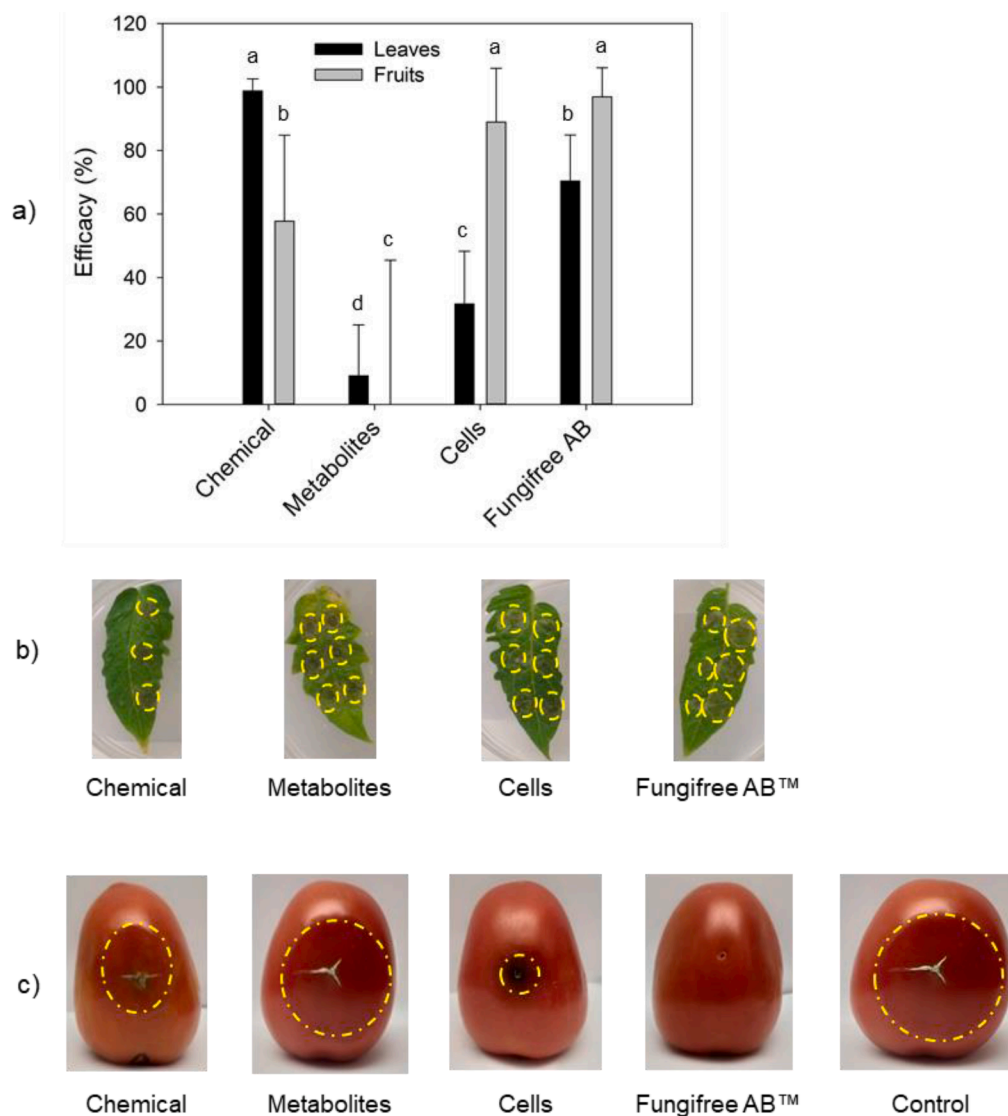 a)
Efficacy (%)
120
100
80
60
40
20
0
Leaves
Fruits
a
b
d
c
c
a
b
a
Chemical
Metabolites
Cells
Fungifree AB
b)
Chemical
Metabolites
Cells
Fungifree AB™
c)
Chemical
Metabolites
Cells
Fungifree AB™
Control